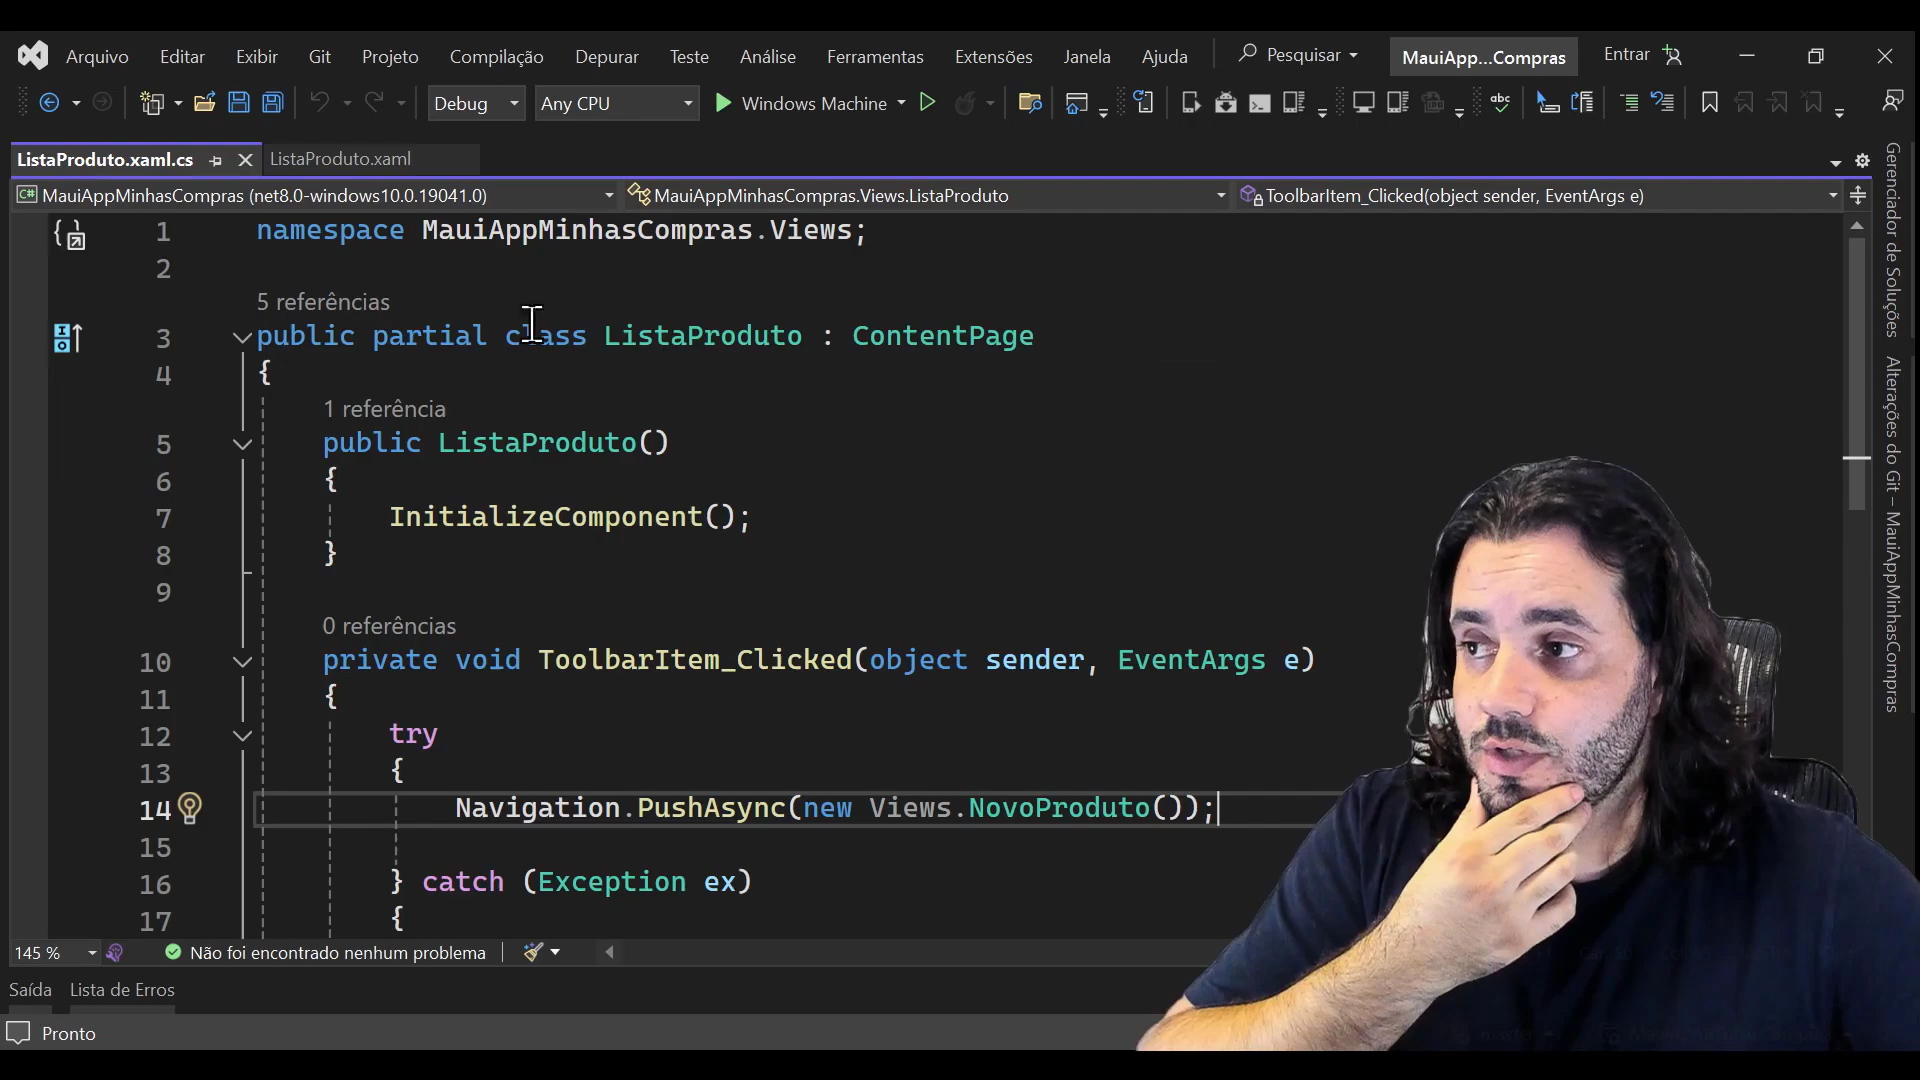 Arquivo Editar Exibir Git Projeto Compilação Depurar Teste Análise Ferramentas Extensões Janela Ajuda Pesquisar MauiApp...Compras Entrar
Debug Any CPU Windows Machine abc
ListaProduto.xaml.cs ListaProduto.xaml
C# MauiAppMinhasCompras (net8.0-windows10.0.19041.0) MauiAppMinhasCompras.Views.ListaProduto ToolbarItem_Clicked(object sender, EventArgs e)
1 namespace MauiAppMinhasCompras.Views;
2
5 referências
3 public partial class ListaProduto : ContentPage
4 {
1 referência
5 public ListaProduto()
6 {
7 InitializeComponent();
8 }
9
0 referências
10 private void ToolbarItem_Clicked(object sender, EventArgs e)
11 {
12 try
13 {
14 Navigation.PushAsync(new Views.NovoProduto());
15
16 } catch (Exception ex)
17 {
145 % Não foi encontrado nenhum problema
Saída Lista de Erros
Pronto
Gerenciador de Soluções
Alterações do Git – MauiAppMinhasCompras